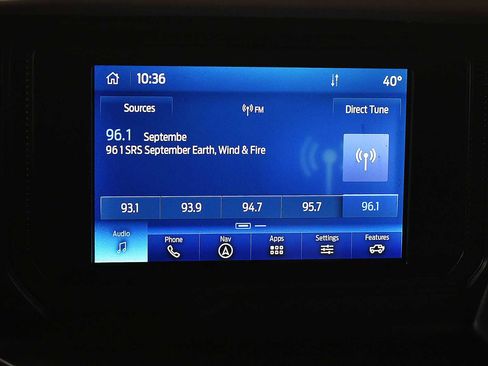 10:36 40°
Sources FM Direct Tune
96.1 Septembe
96 1 SRS September Earth, Wind & Fire
93.1 93.9 94.7 95.7 96.1
Audio Phone Nav Apps Settings Features